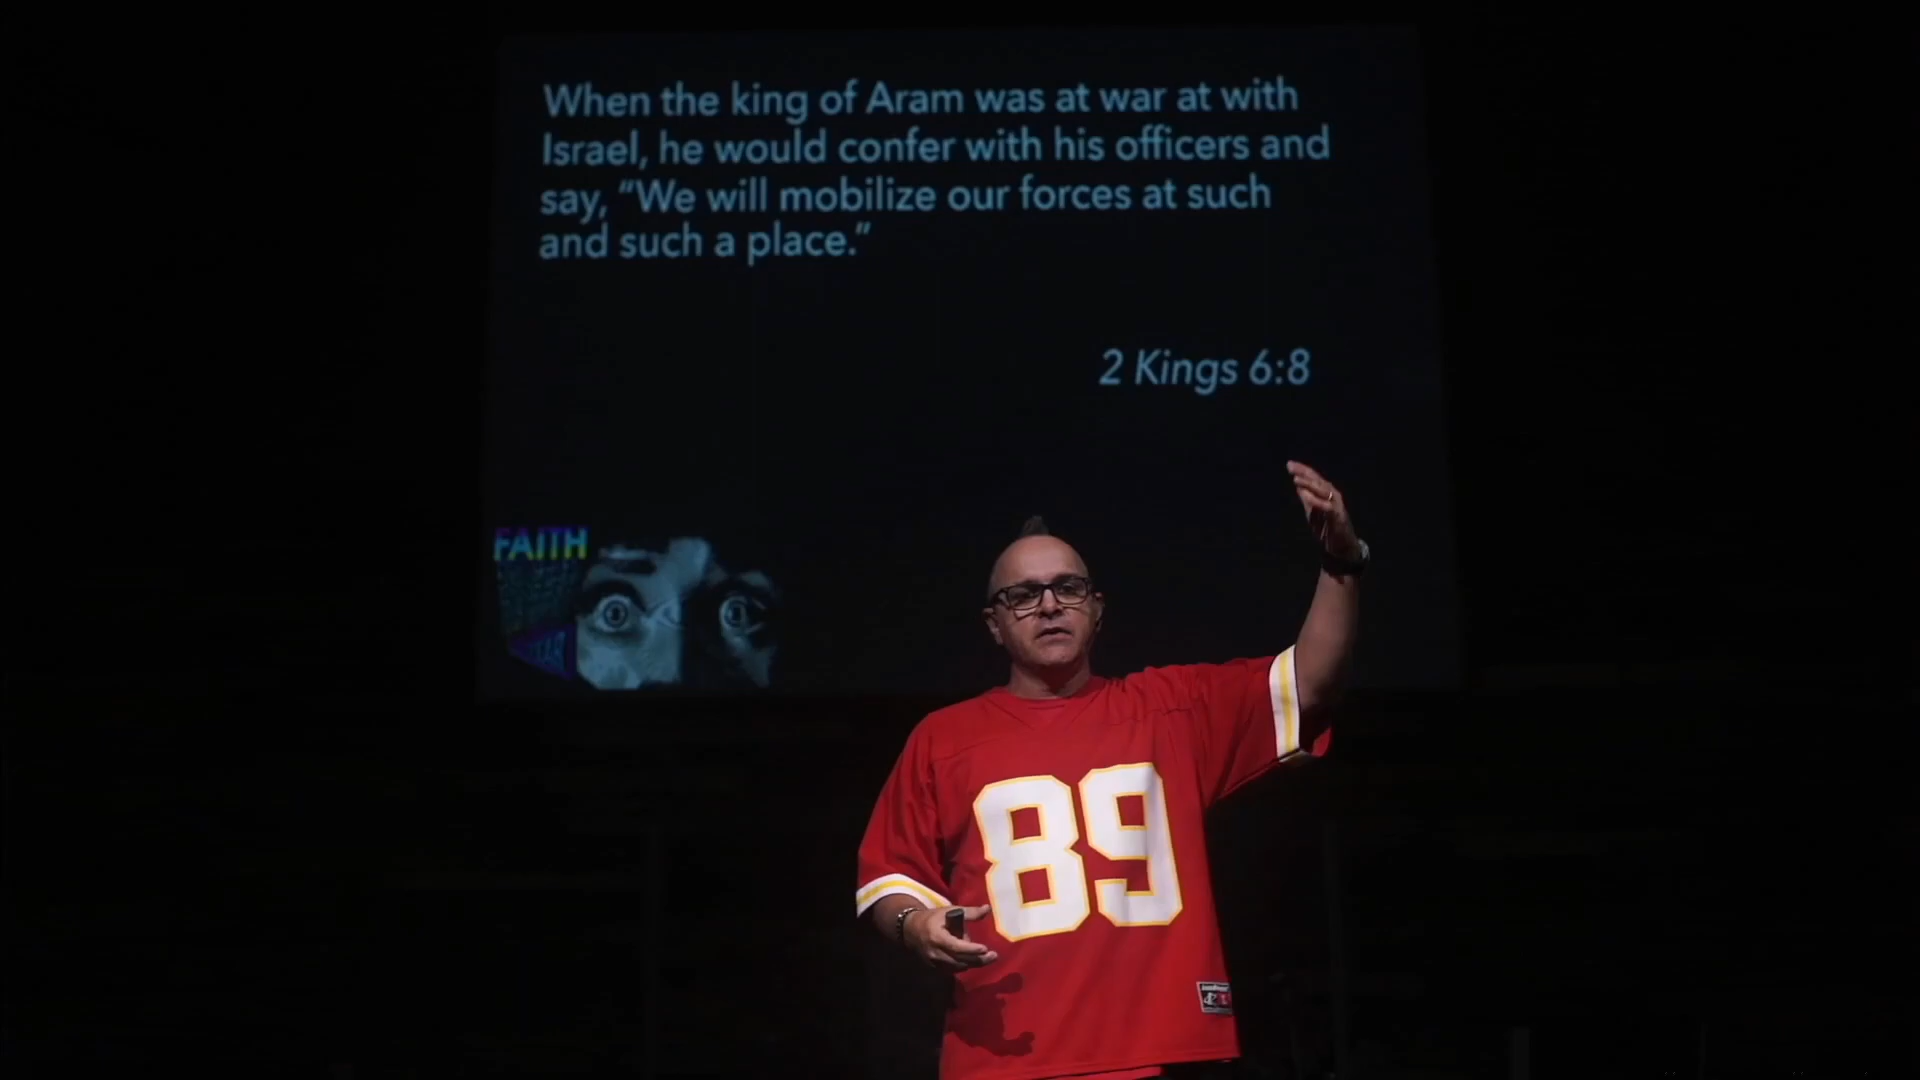 When the king of Aram was at war at with
Israel, he would confer with his officers and
say, “We will mobilize our forces at such
and such a place.”
2 Kings 6:8
FAITH
89